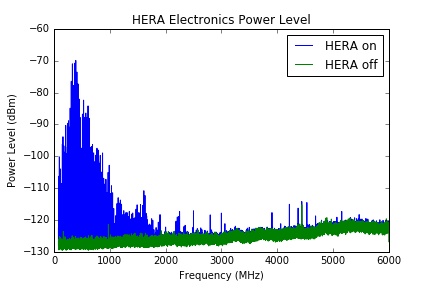 HERA Electronics Power Level
−60
−70
−80
−90
−100
−110
−120
−130
Power Level (dBm)
HERA on
HERA off
0 1000 2000 3000 4000 5000 6000
Frequency (MHz)